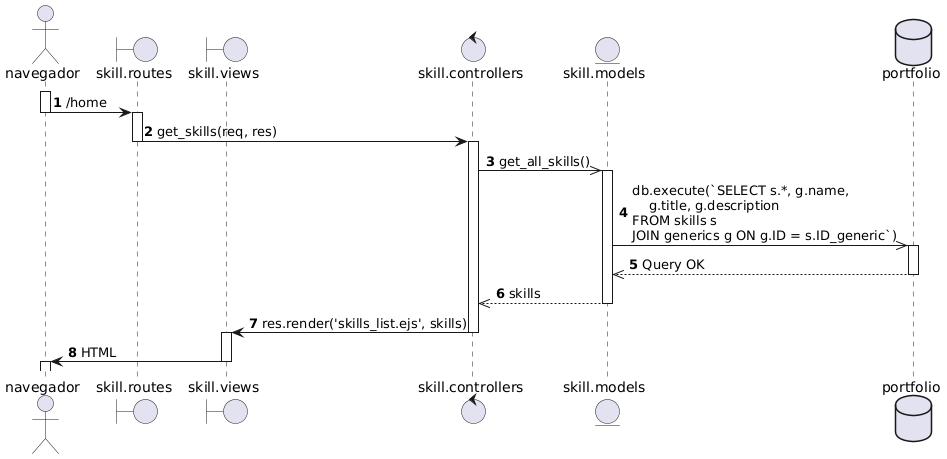 navegador
skill.routes
skill.views
skill.controllers
skill.models
portfolio
1 /home
2 get_skills(req, res)
3 get_all_skills()
db.execute(`SELECT s.*, g.name,
g.title, g.description
4
FROM skills s
JOIN generics g ON g.ID = s.ID_generic`)
5 Query OK
6 skills
7 res.render('skills_list.ejs', skills)
8 HTML
navegador
skill.routes
skill.views
skill.controllers
skill.models
portfolio